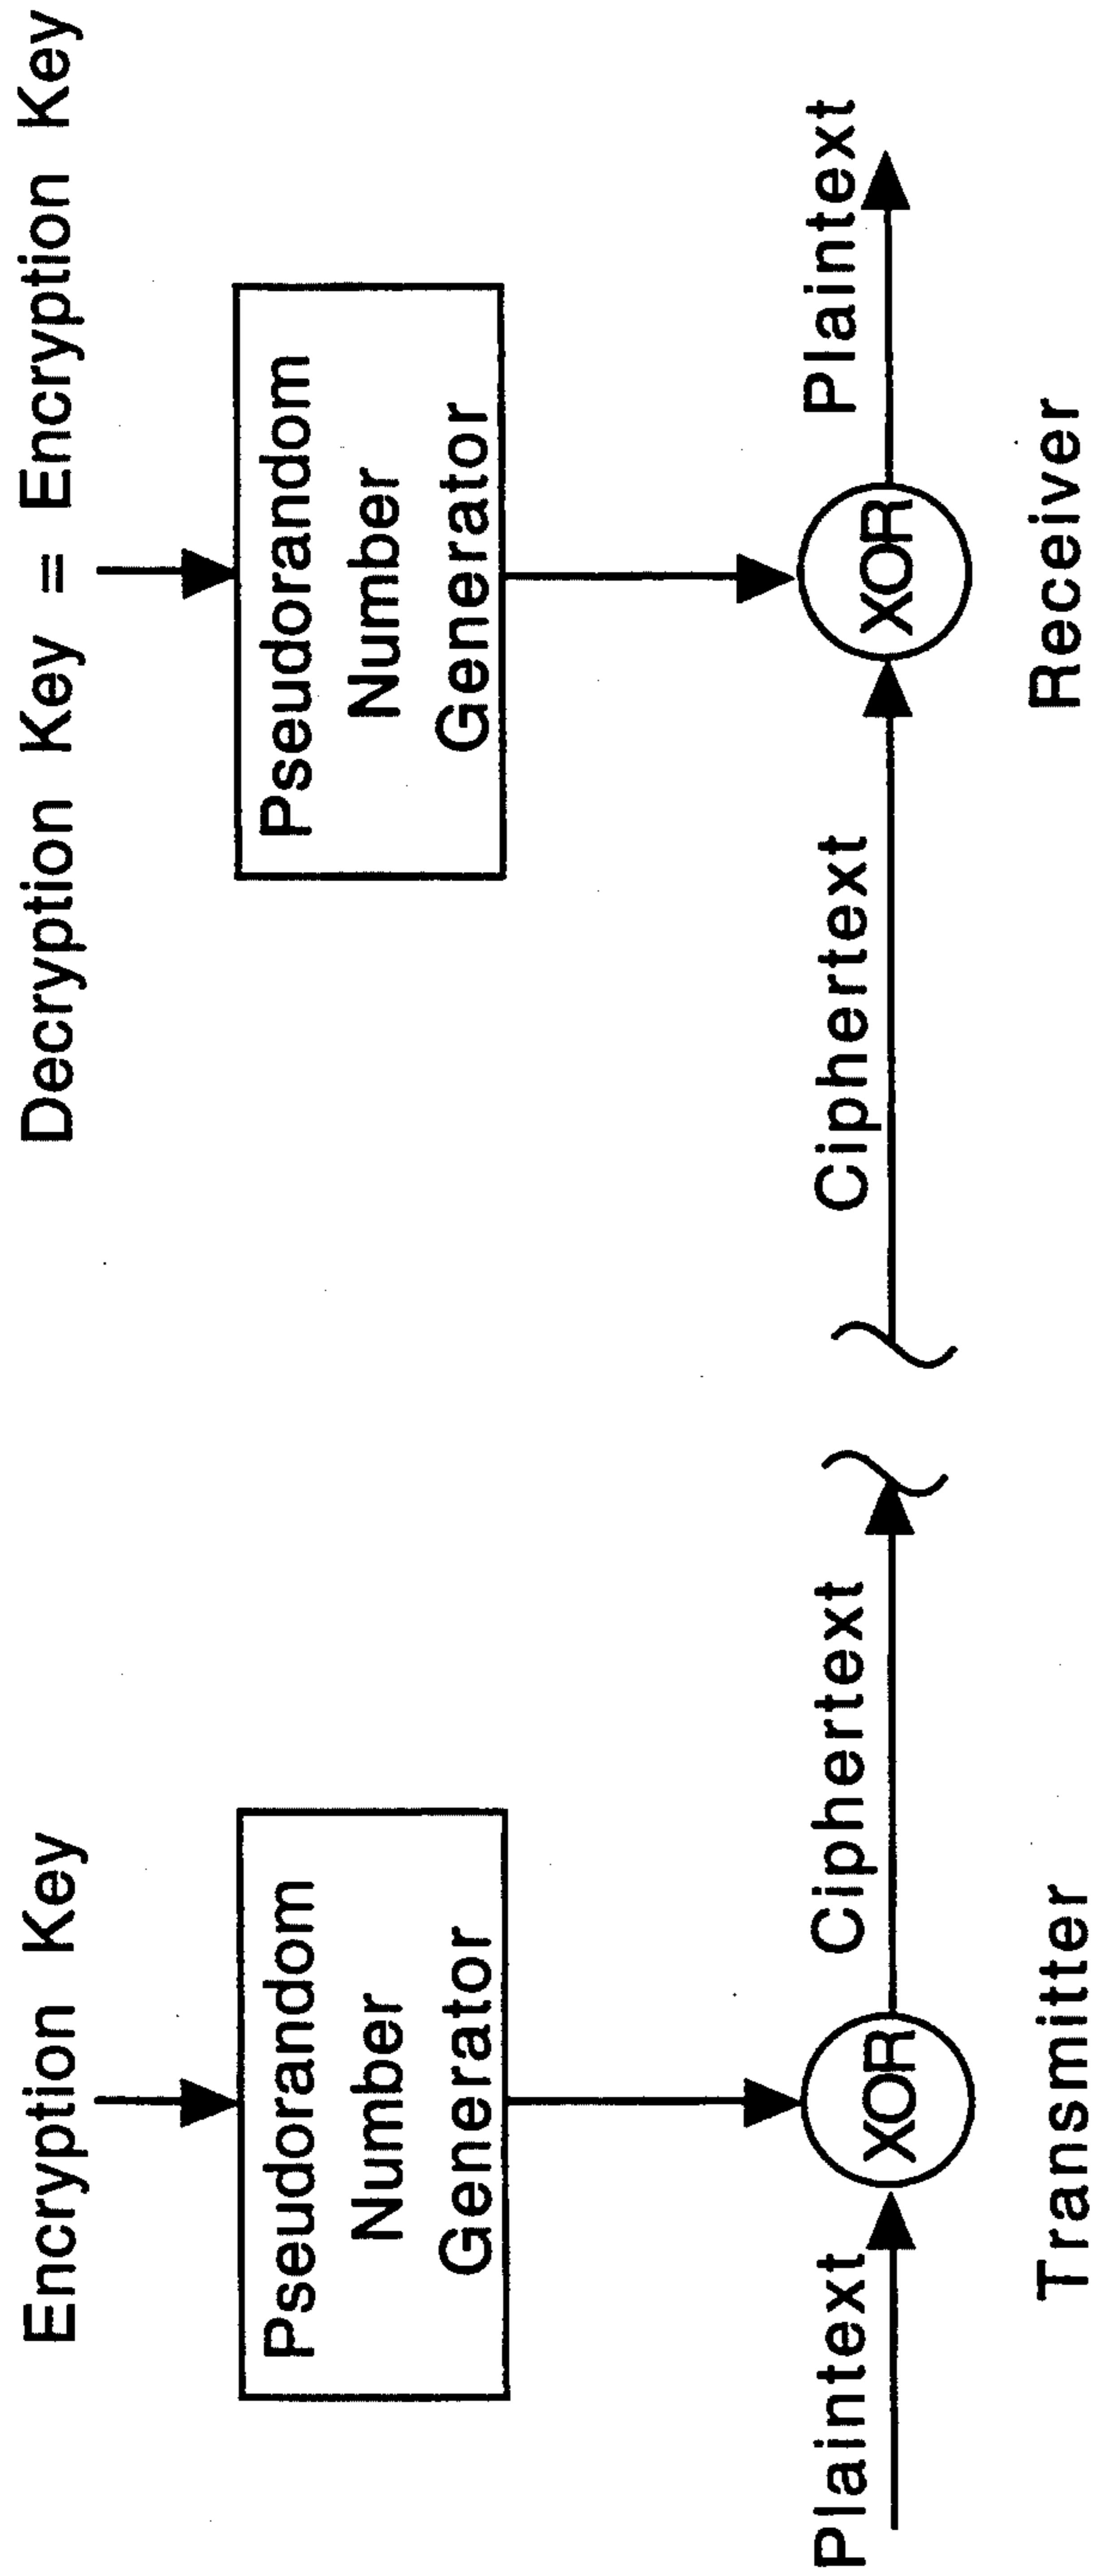 Encryption Key
Decryption Key = Encryption Key
Pseudorandom
Number
Generator
Pseudorandom
Number
Generator
Plaintext
XOR
Ciphertext
Ciphertext
XOR
Plaintext
Transmitter
Receiver